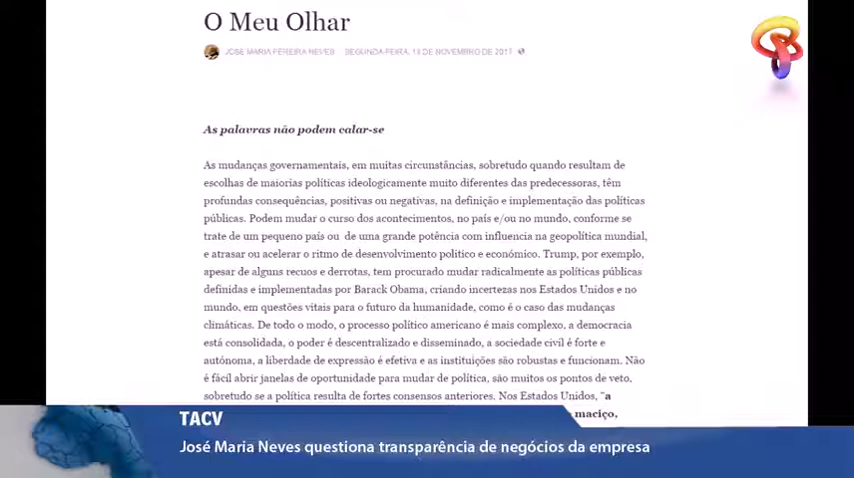 O Meu Olhar
JOSE MARIA PEREIRA NEVES SEGUNDA-FEIRA, 13 DE NOVEMBRO DE 2017
As palavras não podem calar-se
As mudanças governamentais, em muitas circunstâncias, sobretudo quando resultam de
escolhas de maiorias políticas ideologicamente muito diferentes das predecessoras, têm
profundas consequências, positivas ou negativas, na definição e implementação das políticas
públicas. Podem mudar o curso dos acontecimentos, no país e/ou no mundo, conforme se
trate de um pequeno país ou de uma grande potência com influencia na geopolítica mundial,
e atrasar ou acelerar o ritmo de desenvolvimento politico e económico. Trump, por exemplo,
apesar de alguns recuos e derrotas, tem procurado mudar radicalmente as políticas públicas
definidas e implementadas por Barack Obama, criando incertezas nos Estados Unidos e no
mundo, em questões vitais para o futuro da humanidade, como é o caso das mudanças
climáticas. De todo o modo, o processo político americano é mais complexo, a democracia
está consolidada, o poder é descentralizado e disseminado, a sociedade civil é forte e
autónoma, a liberdade de expressão é efetiva e as instituições são robustas e funcionam. Não
é fácil abrir janelas de oportunidade para mudar de política, são muitos os pontos de veto,
sobretudo se a política resulta de fortes consensos anteriores. Nos Estados Unidos, "a
maciço,
TACV
José Maria Neves questiona transparência de negócios da empresa